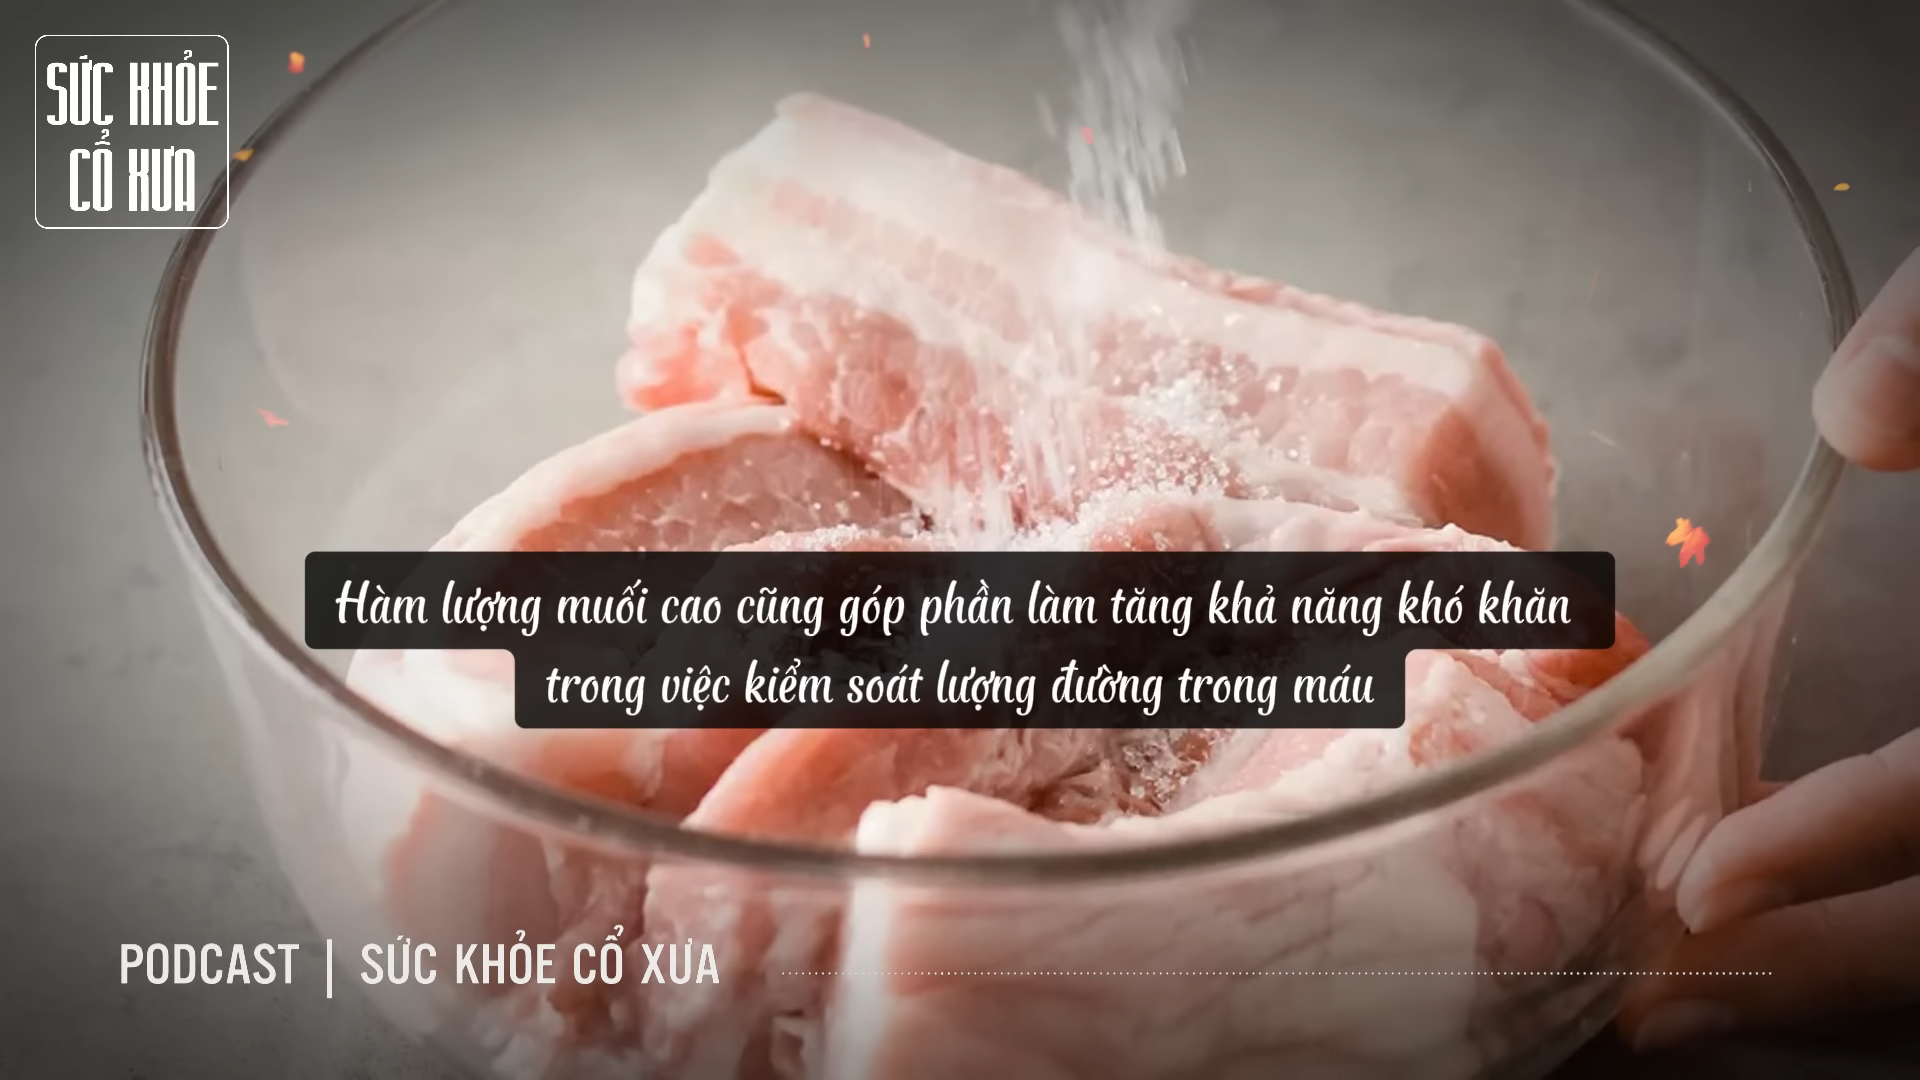 SỨC KHỎE
CỔ XƯA
Hàm lượng muối cao cũng góp phần làm tăng khả năng khó khăn
trong việc kiểm soát lượng đường trong máu
PODCAST | SỨC KHỎE CỔ XƯA